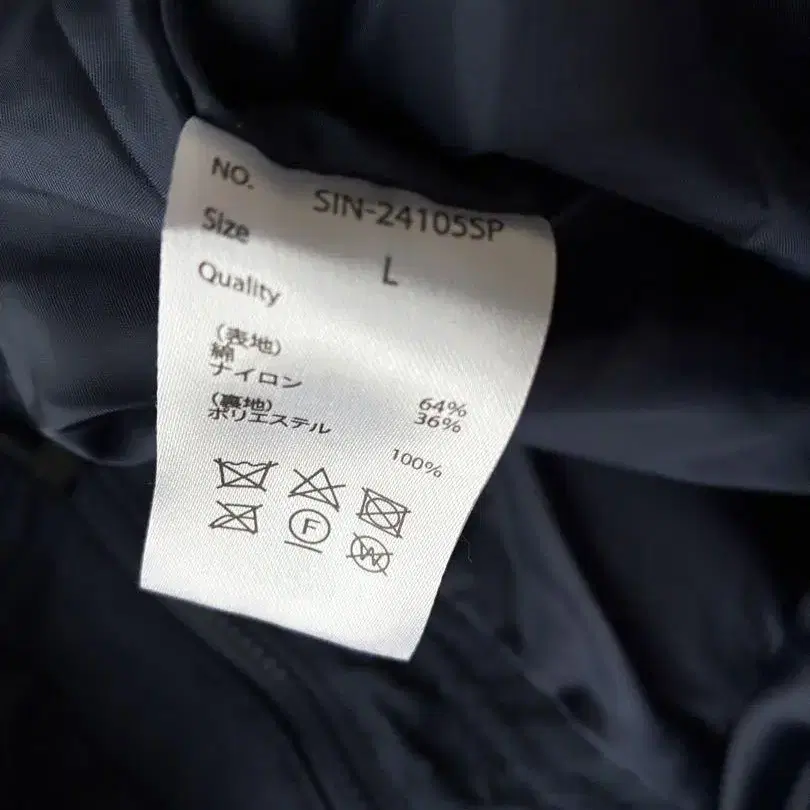 NO. SIN-24105SP
Size L
Quality
(表地)
綿 64%
ナイロン 36%
(裏地)
ポリエステル 100%
F
W